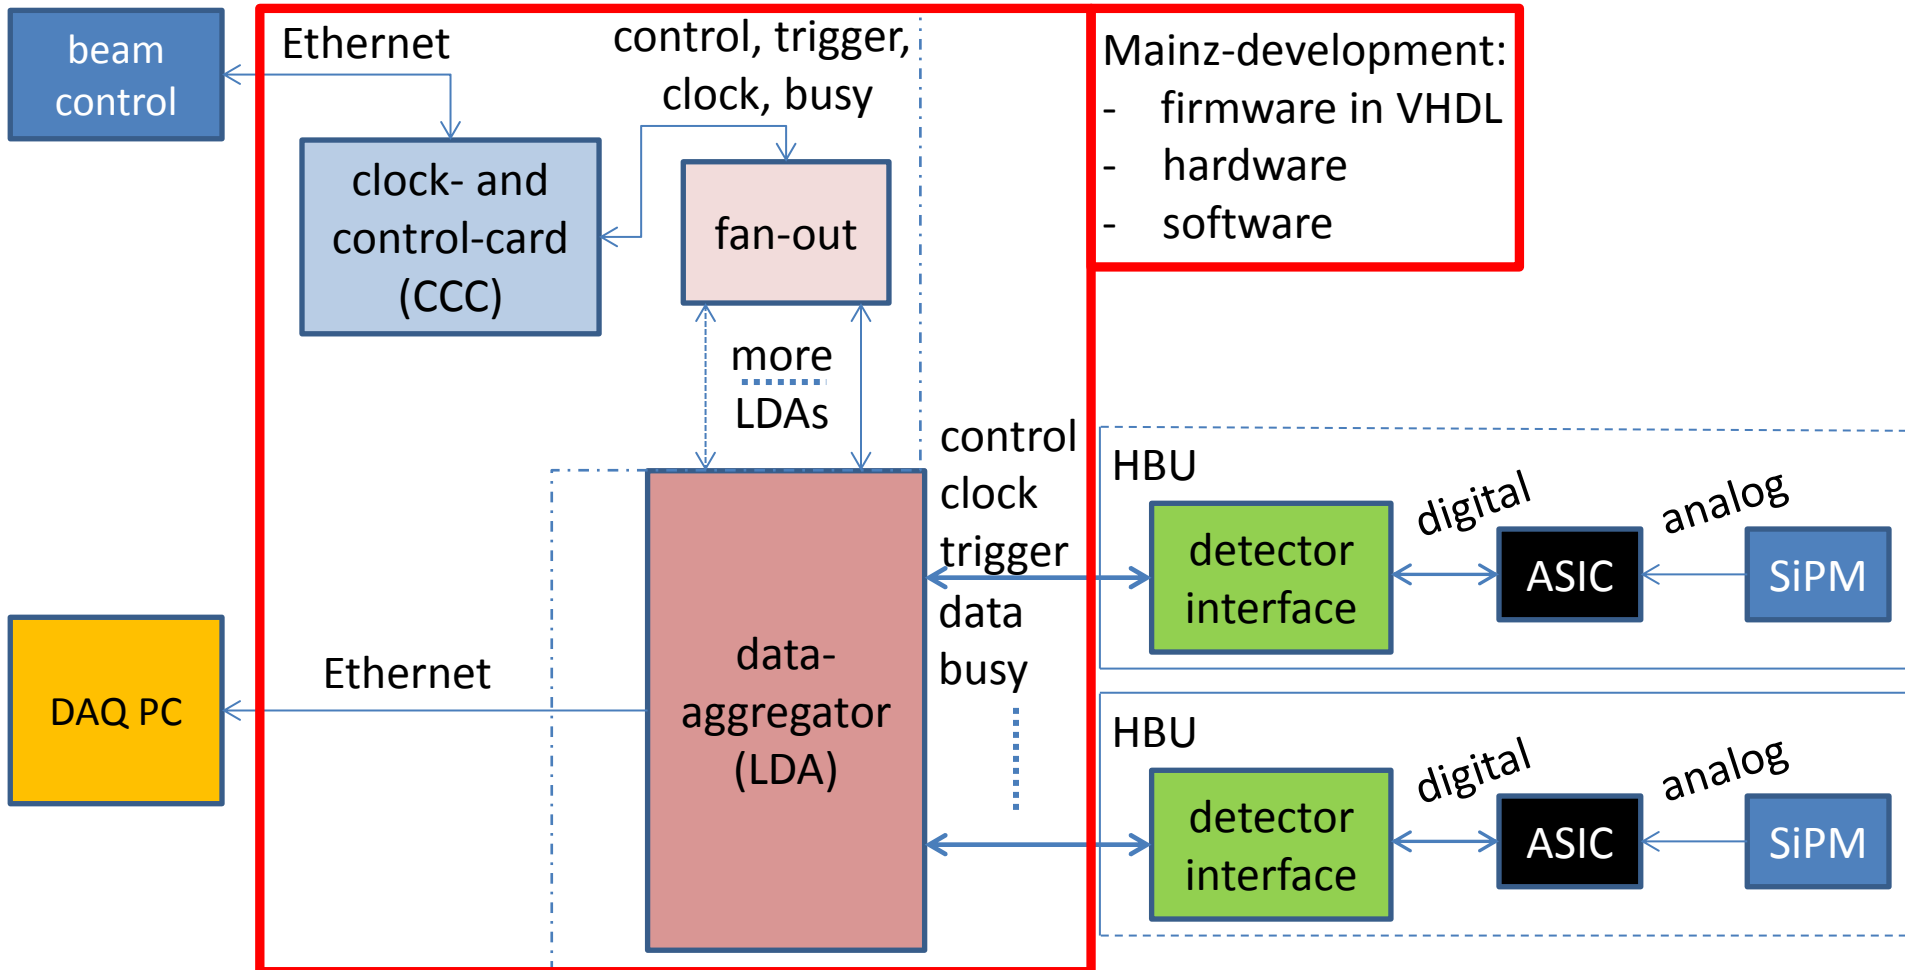 beam
control
Ethernet
control, trigger,
clock, busy
Mainz-development:
- firmware in VHDL
- hardware
- software
clock- and
control-card
(CCC)
fan-out
more
LDAs
control
clock
trigger
data
busy
HBU
detector
interface
digital
ASIC
analog
SiPM
DAQ PC
Ethernet
data-
aggregator
(LDA)
HBU
detector
interface
digital
ASIC
analog
SiPM